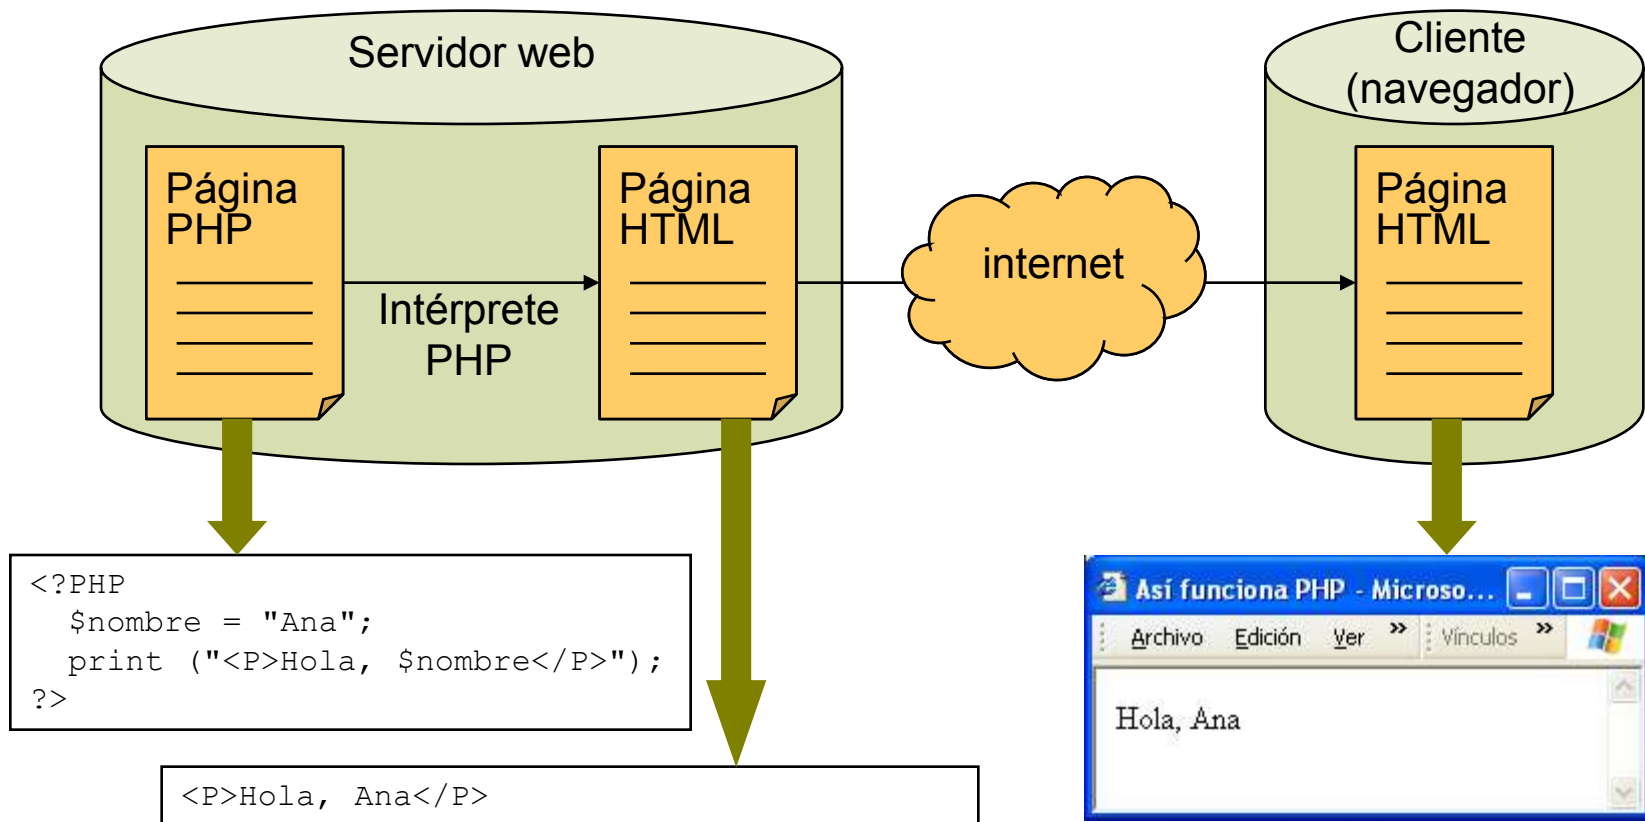 Servidor web
Cliente
(navegador)
Página
PHP
Página
HTML
Página
HTML
internet
Intérprete
PHP
<?PHP
  $nombre = "Ana";
  print ("<P>Hola, $nombre</P>");
?>
<P>Hola, Ana</P>
Así funciona PHP - Microso...
Archivo Edición Ver » Vínculos »
Hola, Ana